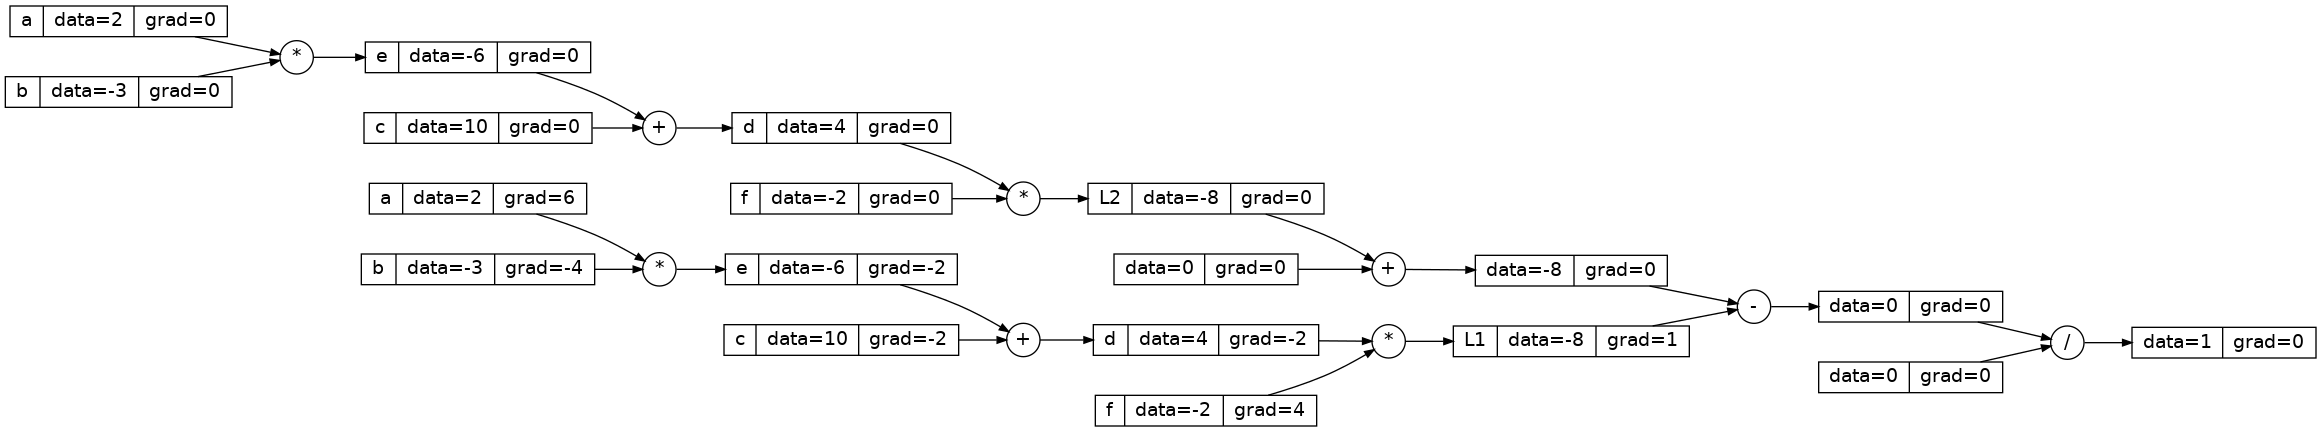 a data=2 grad=0
*
b data=-3 grad=0
e data=-6 grad=0
c data=10 grad=0
+
d data=4 grad=0
f data=-2 grad=0
*
L2 data=-8 grad=0
a data=2 grad=6
b data=-3 grad=-4
*
e data=-6 grad=-2
data=0 grad=0
+
data=-8 grad=0
-
data=0 grad=0
c data=10 grad=-2
+
d data=4 grad=-2
*
L1 data=-8 grad=1
/
data=1 grad=0
data=0 grad=0
f data=-2 grad=4